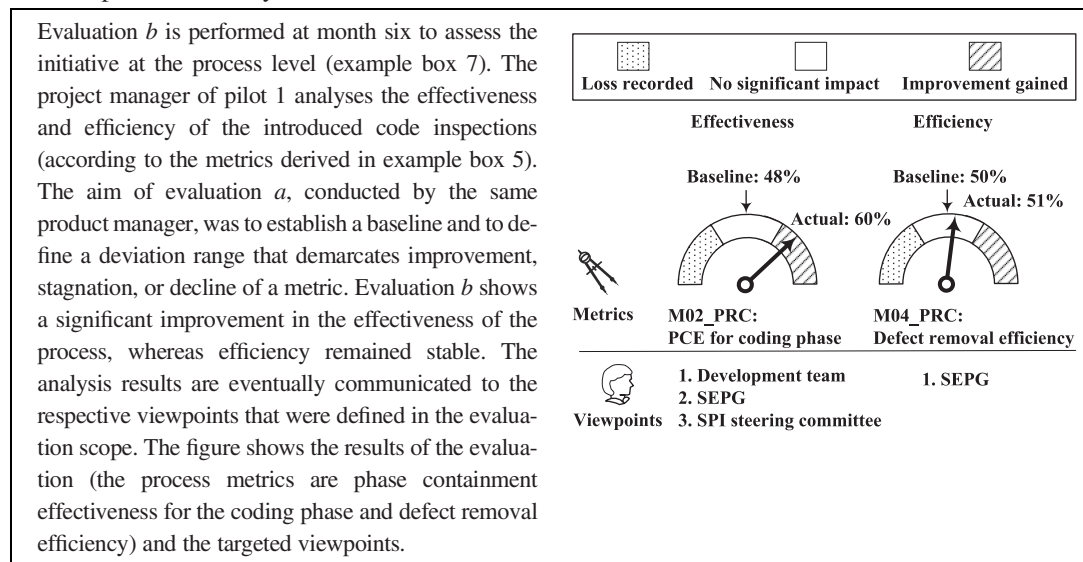 Evaluation b is performed at month six to assess the
initiative at the process level (example box 7). The
project manager of pilot 1 analyses the effectiveness
and efficiency of the introduced code inspections
(according to the metrics derived in example box 5).
The aim of evaluation a, conducted by the same
product manager, was to establish a baseline and to de-
fine a deviation range that demarcates improvement,
stagnation, or decline of a metric. Evaluation b shows
a significant improvement in the effectiveness of the
process, whereas efficiency remained stable. The
analysis results are eventually communicated to the
respective viewpoints that were defined in the evalua-
tion scope. The figure shows the results of the evalua-
tion (the process metrics are phase containment
effectiveness for the coding phase and defect removal
efficiency) and the targeted viewpoints.
Loss recorded No significant impact Improvement gained
Effectiveness Efficiency
Baseline: 48% Baseline: 50%
Actual: 60% Actual: 51%
Metrics
M02_PRC: M04_PRC:
PCE for coding phase Defect removal efficiency
Viewpoints
1. Development team 1. SEPG
2. SEPG
3. SPI steering committee